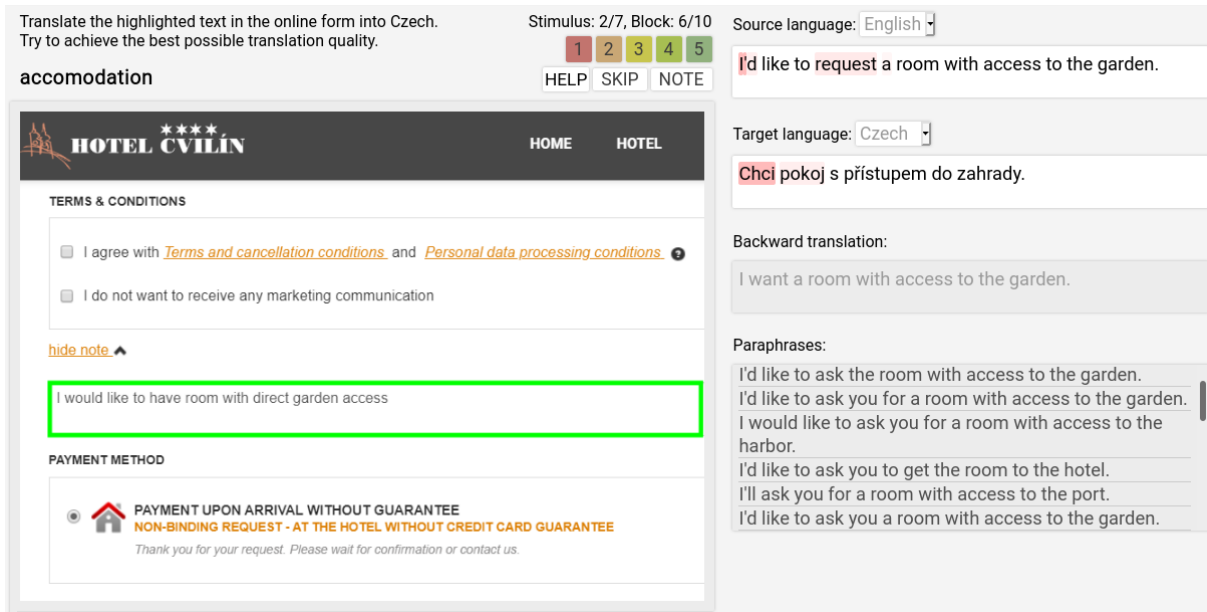 Translate the highlighted text in the online form into Czech.
Try to achieve the best possible translation quality.
Stimulus: 2/7, Block: 6/10
1 2 3 4 5
accomodation
HELP SKIP NOTE
HOTEL CVILÍN
HOME HOTEL
TERMS & CONDITIONS
I agree with Terms and cancellation conditions and Personal data processing conditions ?
I do not want to receive any marketing communication
hide note
I would like to have room with direct garden access
PAYMENT METHOD
PAYMENT UPON ARRIVAL WITHOUT GUARANTEE
NON-BINDING REQUEST - AT THE HOTEL WITHOUT CREDIT CARD GUARANTEE
Thank you for your request. Please wait for confirmation or contact us.
Source language: English
I'd like to request a room with access to the garden.
Target language: Czech
Chci pokoj s přístupem do zahrady.
Backward translation:
I want a room with access to the garden.
Paraphrases:
I'd like to ask the room with access to the garden.
I'd like to ask you for a room with access to the garden.
I would like to ask you for a room with access to the
harbor.
I'd like to ask you to get the room to the hotel.
I'll ask you for a room with access to the port.
I'd like to ask you a room with access to the garden.